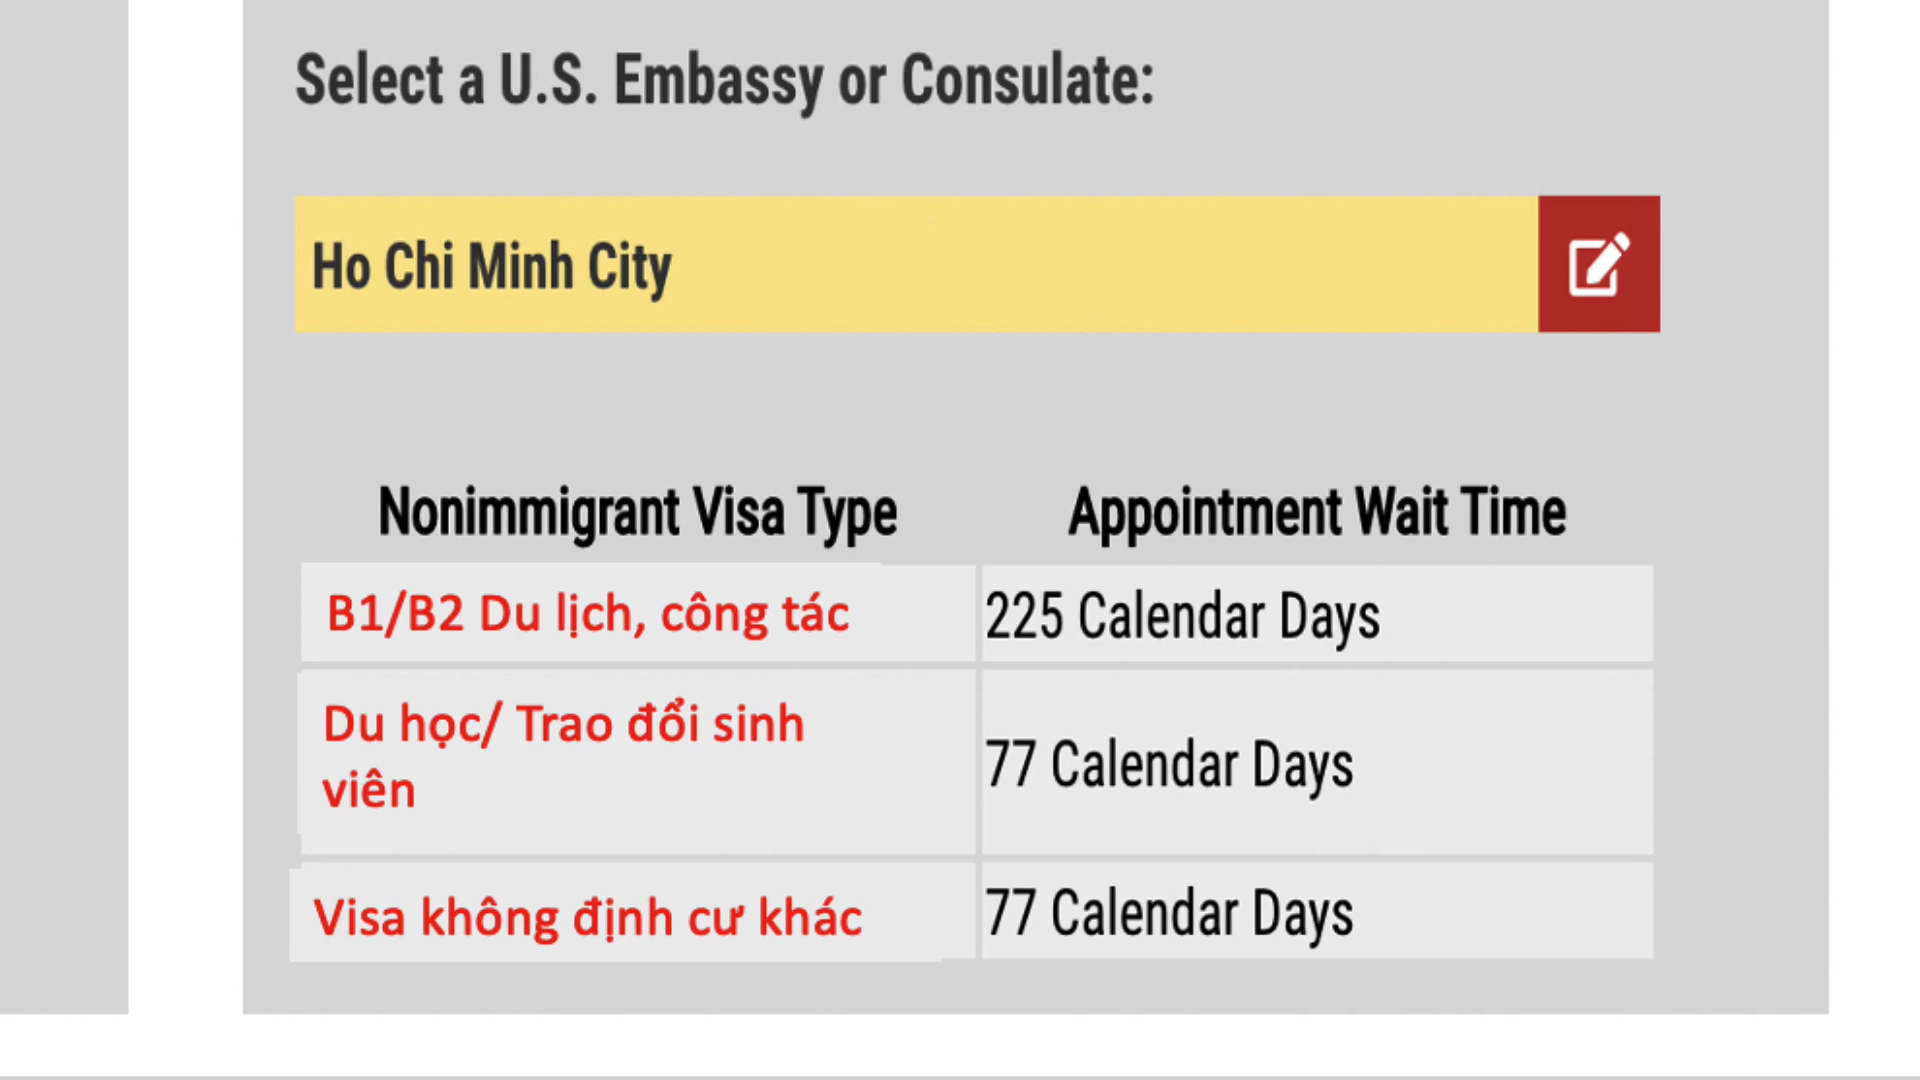 Select a U.S. Embassy or Consulate:
Ho Chi Minh City
Nonimmigrant Visa Type Appointment Wait Time
B1/B2 Du lịch, công tác 225 Calendar Days
Du học/ Trao đổi sinh
viên
77 Calendar Days
Visa không định cư khác 77 Calendar Days